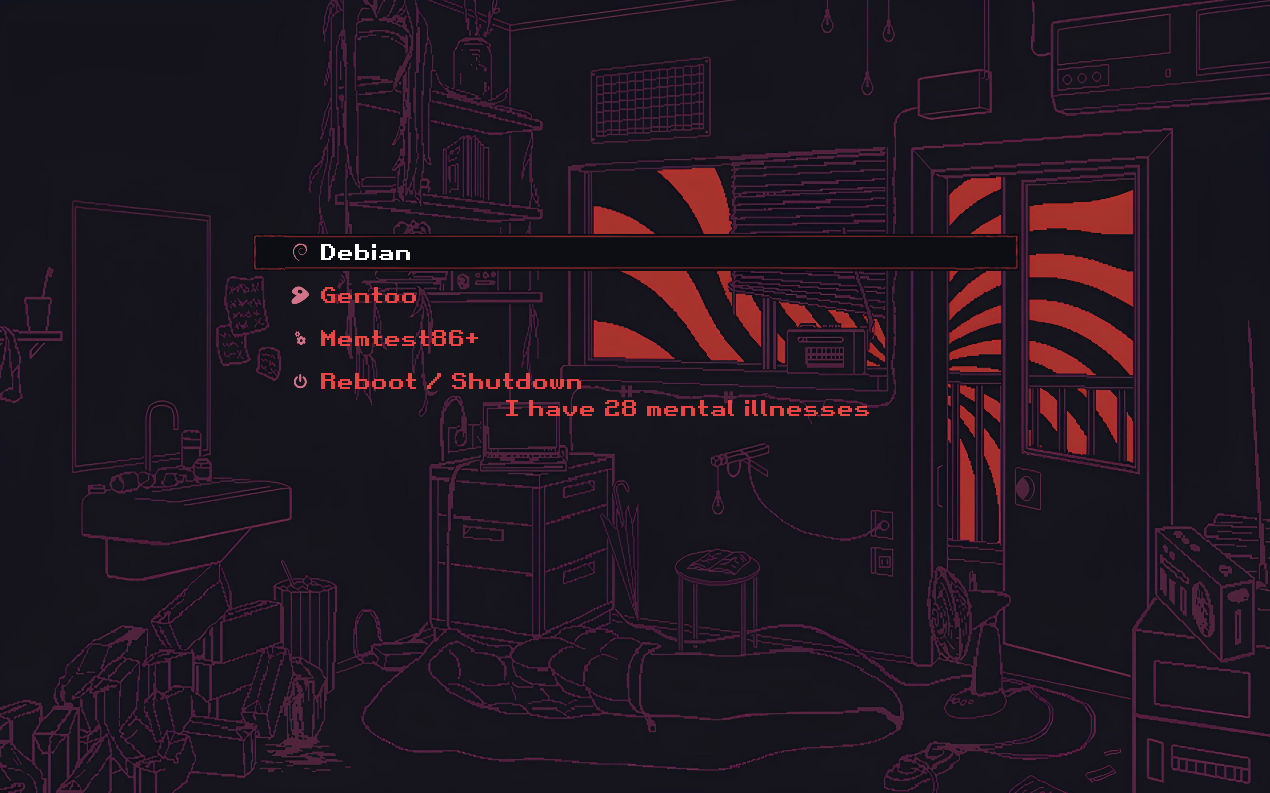 Debian
Gentoo
Memtest86+
Reboot / Shutdown
I have 28 mental illnesses